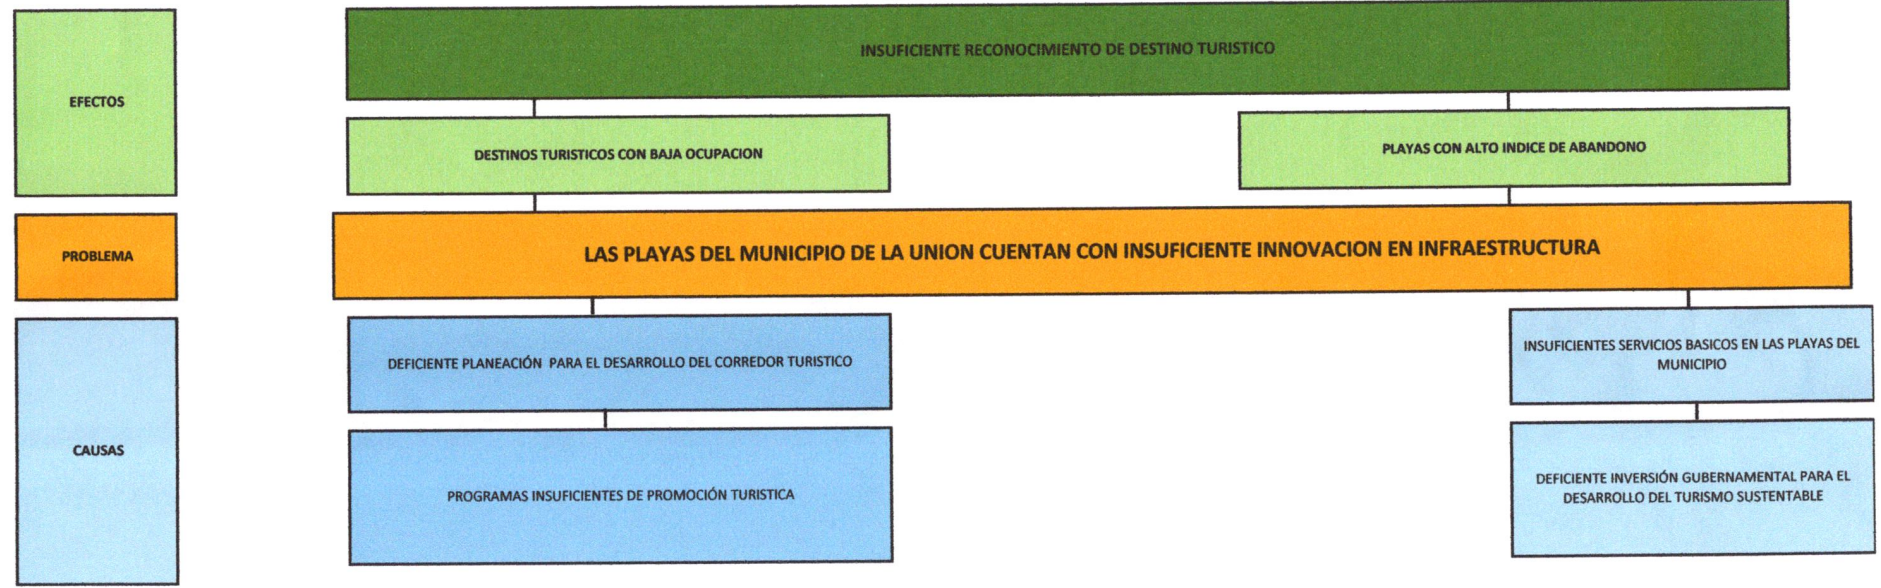 INSUFICIENTE RECONOCIMIENTO DE DESTINO TURISTICO
EFECTOS
DESTINOS TURISTICOS CON BAJA OCUPACION
PLAYAS CON ALTO INDICE DE ABANDONO
PROBLEMA
LAS PLAYAS DEL MUNICIPIO DE LA UNION CUENTAN CON INSUFICIENTE INNOVACION EN INFRAESTRUCTURA
CAUSAS
DEFICIENTE PLANEACIÓN PARA EL DESARROLLO DEL CORREDOR TURISTICO
INSUFICIENTES SERVICIOS BASICOS EN LAS PLAYAS DEL
MUNICIPIO
PROGRAMAS INSUFICIENTES DE PROMOCIÓN TURISTICA
DEFICIENTE INVERSIÓN GUBERNAMENTAL PARA EL
DESARROLLO DEL TURISMO SUSTENTABLE